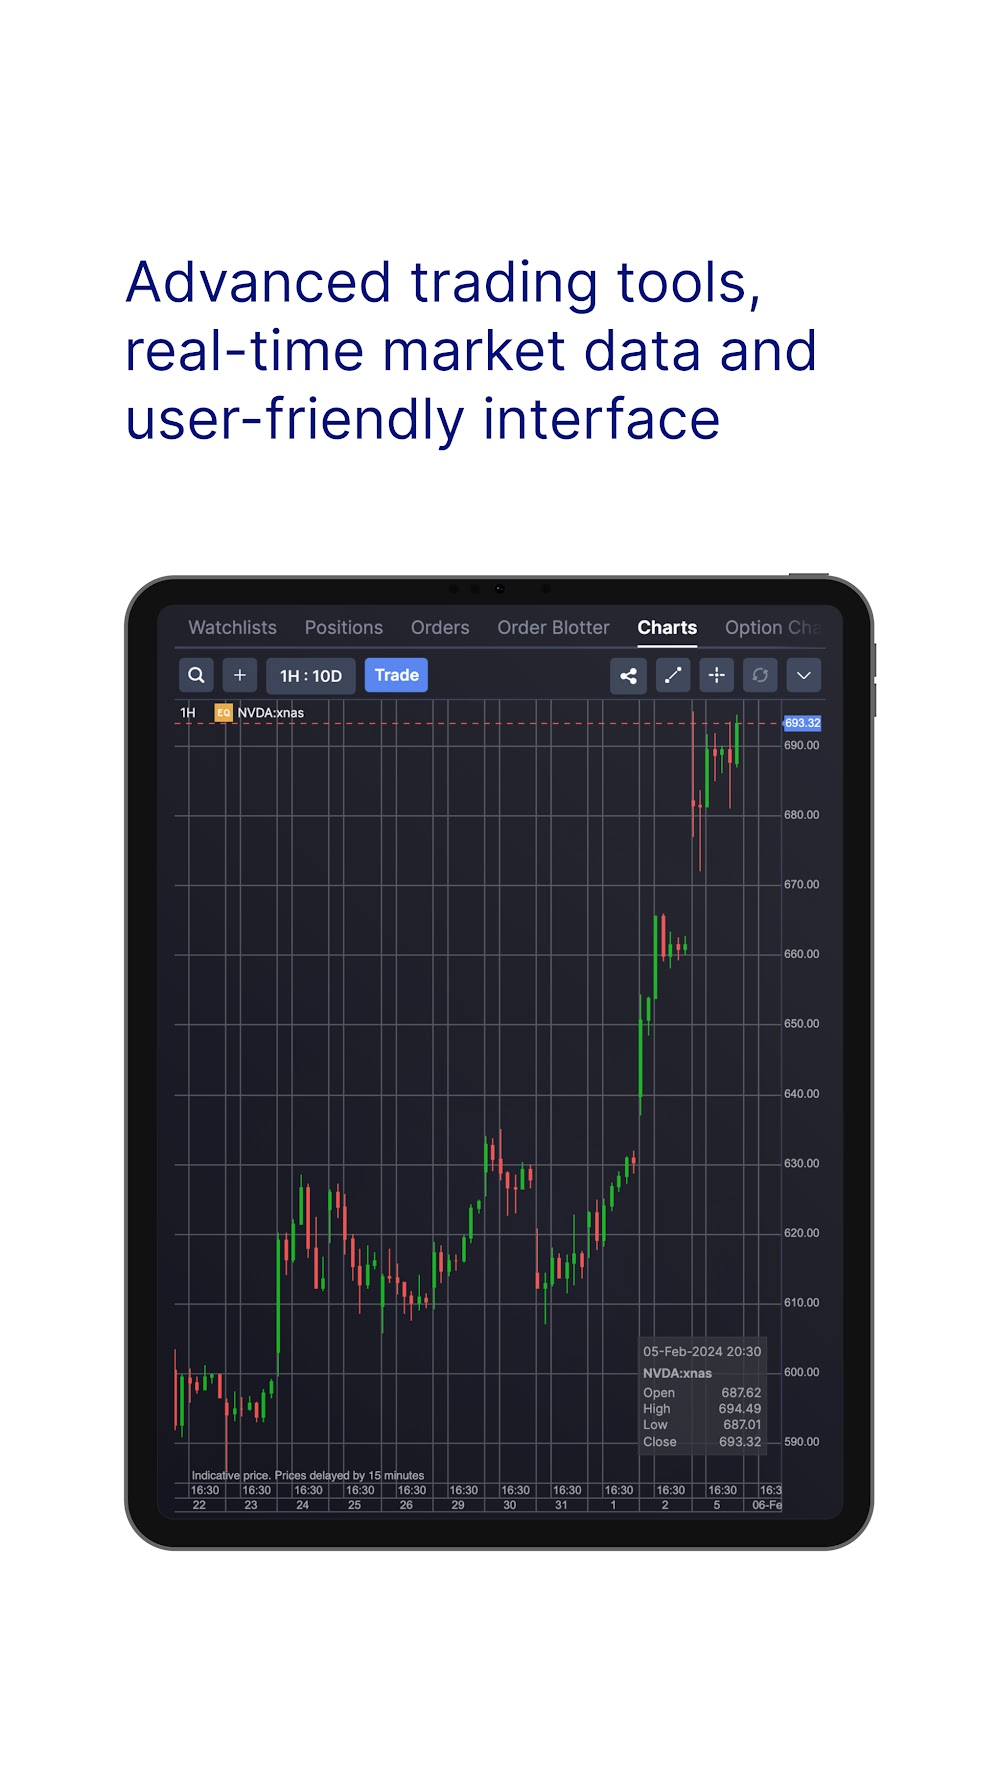 Advanced trading tools,
real-time market data and
user-friendly interface
Watchlists Positions Orders Order Blotter Charts Option Cha
1H : 10D Trade
1H EQ NVDA:xnas
693.32
690.00
680.00
670.00
660.00
650.00
640.00
630.00
620.00
610.00
600.00
590.00
05-Feb-2024 20:30
NVDA:xnas
Open 687.62
High 694.49
Low 687.01
Close 693.32
Indicative price. Prices delayed by 15 minutes
16:30 16:30 16:30 16:30 16:30 16:30 16:30 16:30 16:30 16:30 16:30 16:3
22 23 24 25 26 29 30 31 1 2 5 06-Fe